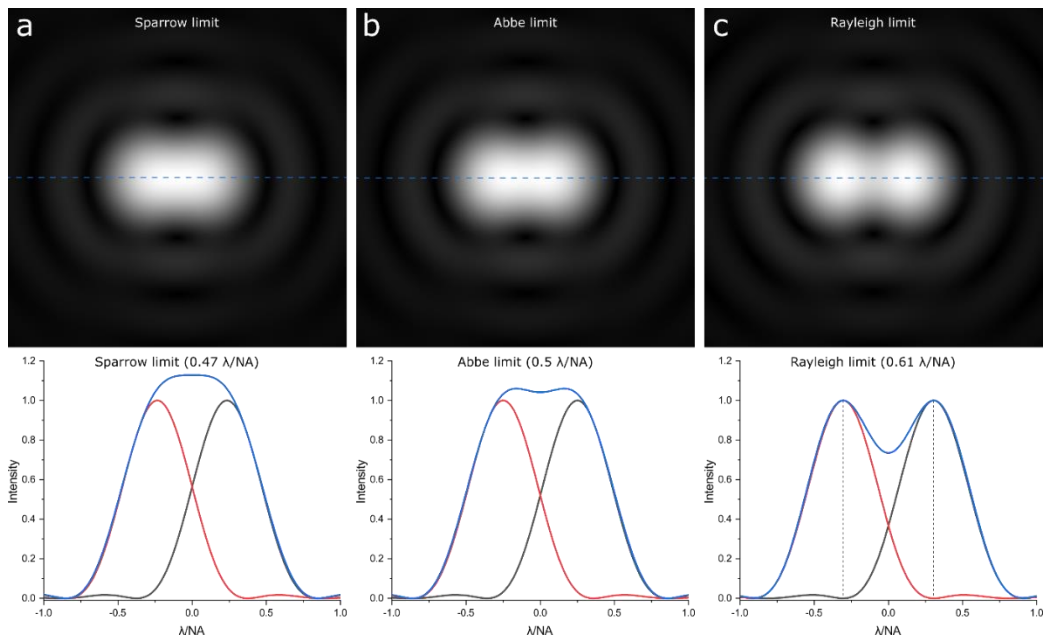 a
Sparrow limit
b
Abbe limit
c
Rayleigh limit
Sparrow limit (0.47 λ/NA)
1.2
1.0
0.8
0.6
0.4
0.2
0.0
Intensity
-1.0 -0.5 0.0 0.5 1.0
λ/NA
Abbe limit (0.5 λ/NA)
1.2
1.0
0.8
0.6
0.4
0.2
0.0
Intensity
-1.0 -0.5 0.0 0.5 1.0
λ/NA
Rayleigh limit (0.61 λ/NA)
1.2
1.0
0.8
0.6
0.4
0.2
0.0
Intensity
-1.0 -0.5 0.0 0.5 1.0
λ/NA